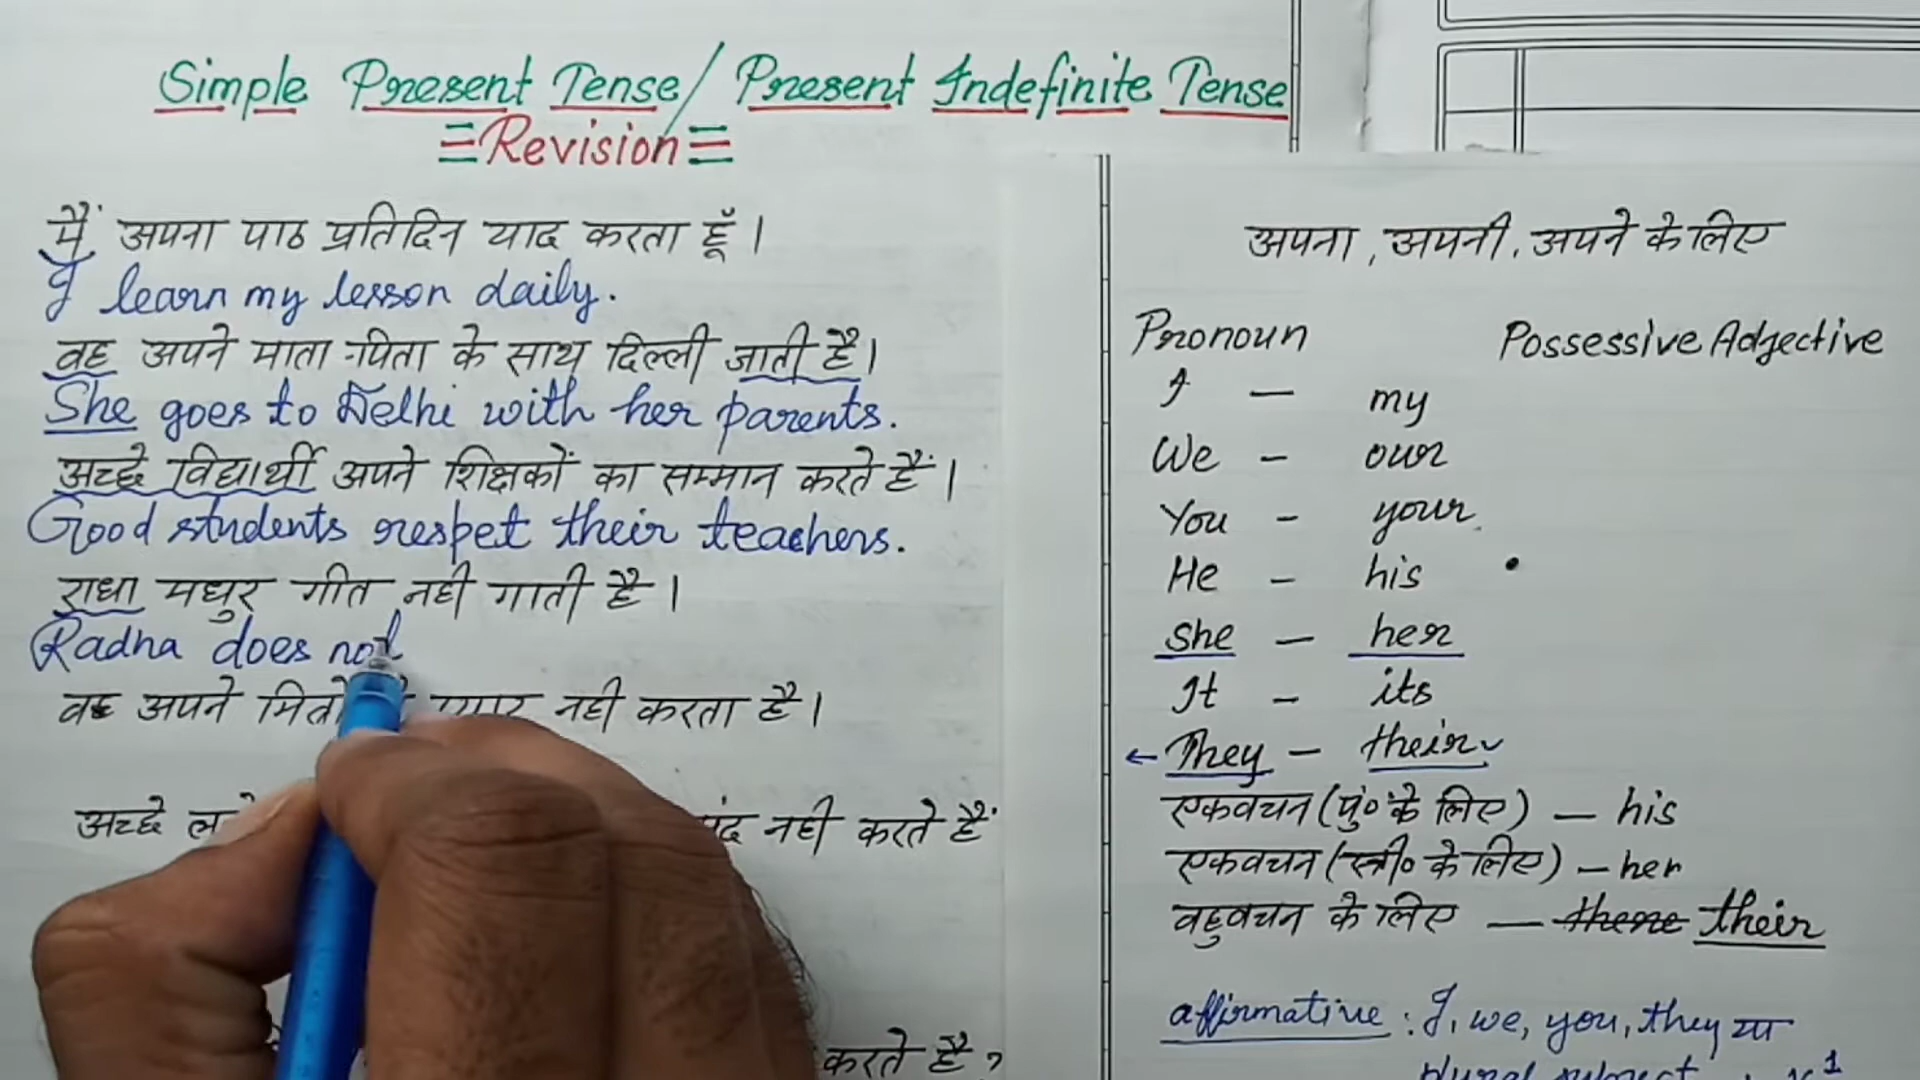 Simple Present Tense/ Present Indefinite Tense
=Revision=
मैं अपना पाठ प्रतिदिन याद करता हूँ।
I learn my lesson daily.
वह अपने माता-पिता के साथ दिल्ली जाती है।
She goes to Delhi with her parents.
अच्छे विद्यार्थी अपने शिक्षकों का सम्मान करते हैं।
Good students respet their teachers.
राधा मधुर गीत नही गाती है।
Radha does not
वह अपने नही करता है।
अच्छे नही करते हैं
करते है?
अपना, अपनी, अपने के लिए
Pronoun Possessive Adjective
I — my
We - our
You - your
He - his
She — her
It - its
← They — their
एकवचन (पुं॰ के लिए) — his
एकवचन (स्त्री॰ के लिए) — her
बहुवचन के लिए — there their
affirmative : I, we, you, they या
plural subject